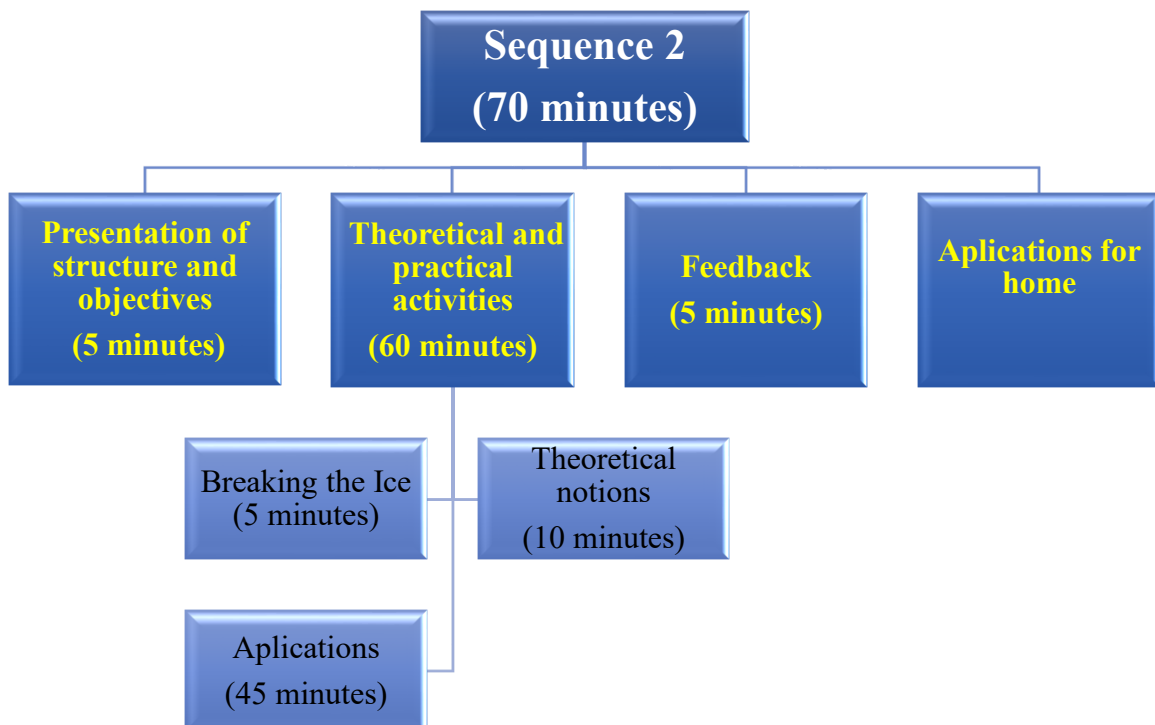 Sequence 2
(70 minutes)
Presentation of
structure and
objectives
(5 minutes)
Theoretical and
practical
activities
(60 minutes)
Feedback
(5 minutes)
Aplications for
home
Breaking the Ice
(5 minutes)
Theoretical
notions
(10 minutes)
Aplications
(45 minutes)